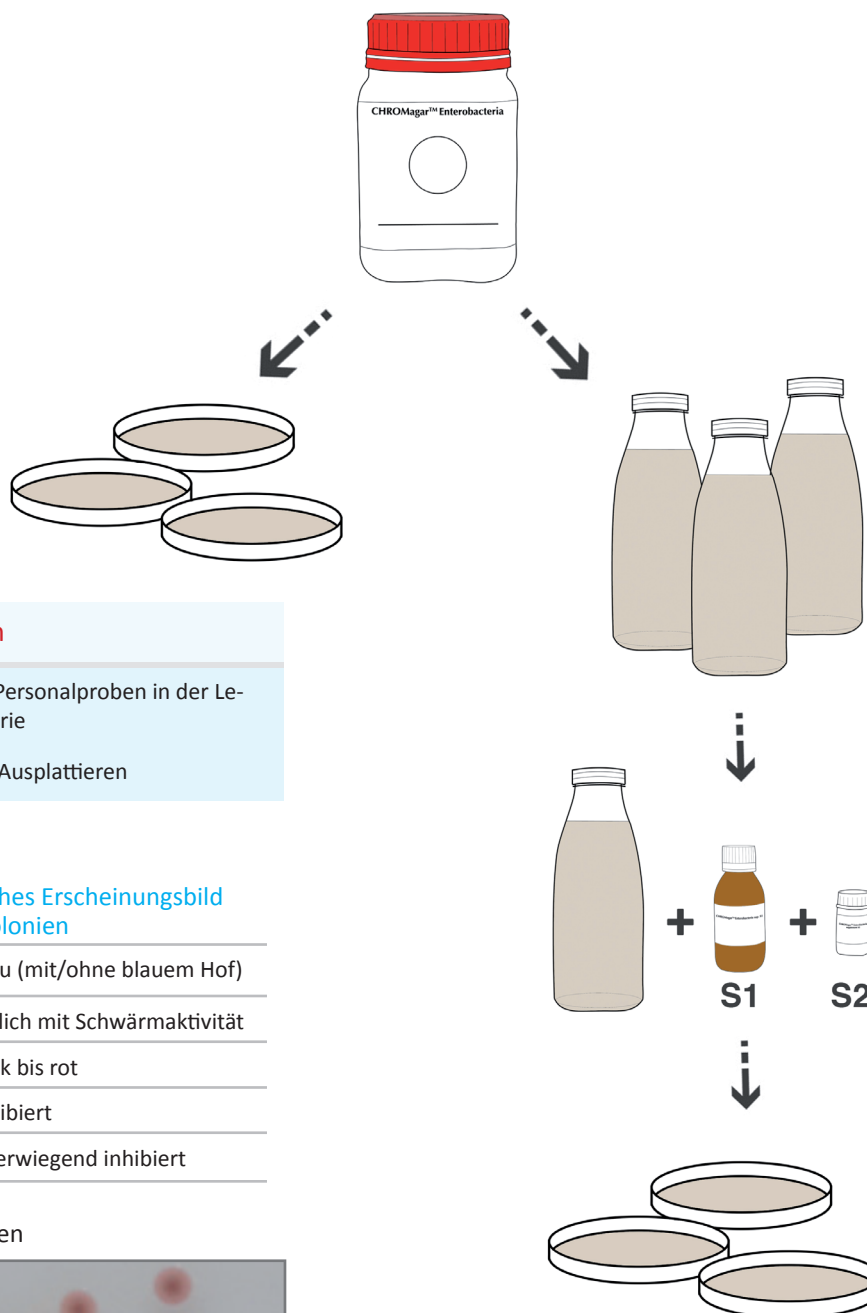 CHROMagar™ Enterobacteria
Personalproben in der Le-
rie
Ausplattieren
hes Erscheinungsbild
olonien
u (mit/ohne blauem Hof)
lich mit Schwärmaktivität
k bis rot
ibiert
erwiegend inhibiert
en
+
+
S1
S2